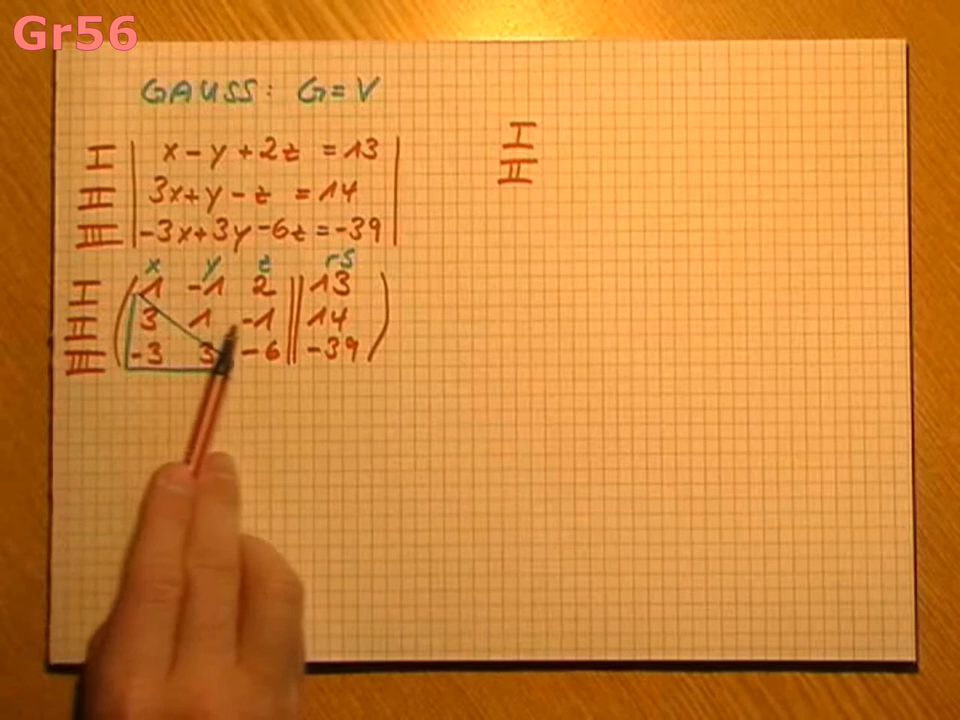 Gr56
GAUSS: G=V
I | x - y + 2z = 13 |
II | 3x + y - z = 14 |
III | -3x + 3y - 6z = -39 |
x y z rS
I ( 1 -1 2 || 13 )
II ( 3 1 -1 || 14 )
III ( -3 3 -6 || -39 )
I
II